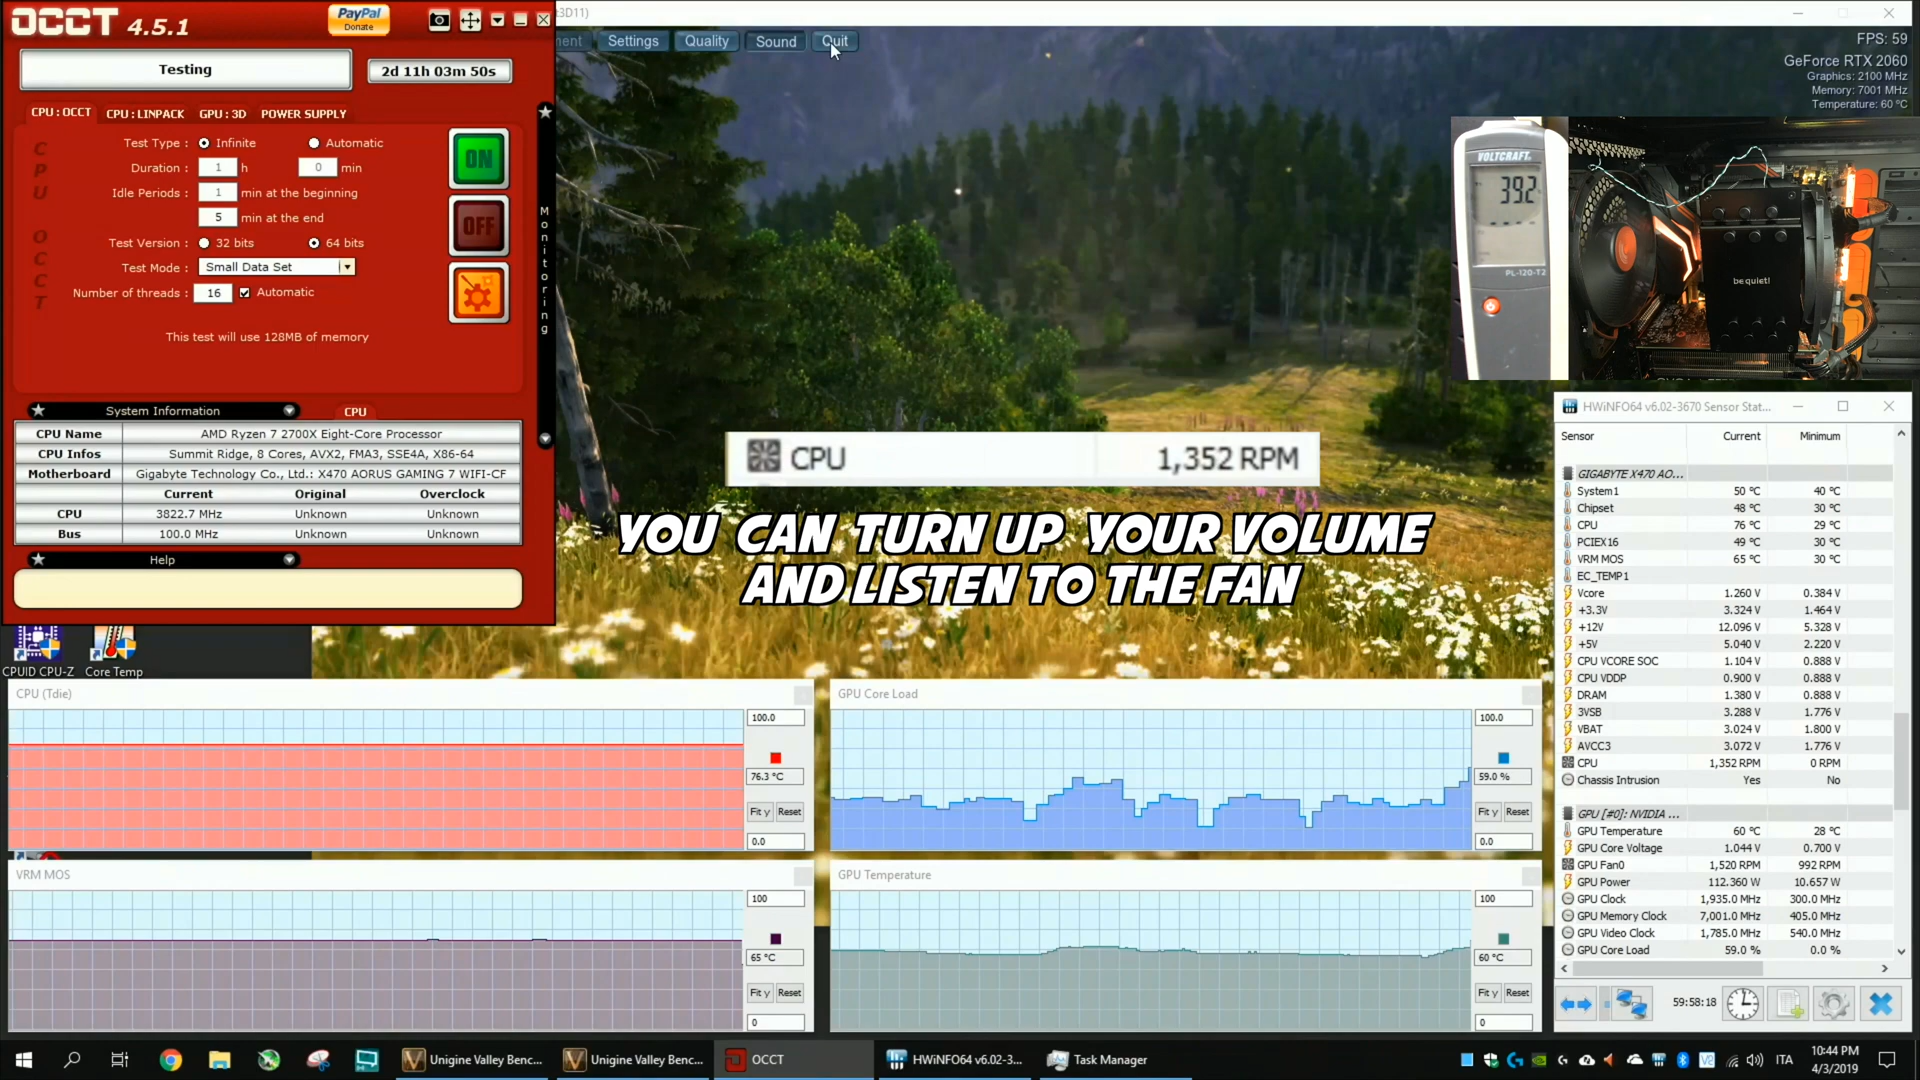 OCCT 4.5.1
PayPal
Donate
Testing
2d 11h 03m 50s
CPU : OCCT
CPU : LINPACK
GPU : 3D
POWER SUPPLY
CPU OCCT
Test Type :
Infinite
Automatic
Duration :
1 h
0 min
Idle Periods :
1 min at the beginning
5 min at the end
Test Version :
32 bits
64 bits
Test Mode :
Small Data Set
Number of threads :
16
Automatic
This test will use 128MB of memory
ON
OFF
Monitoring
System Information
CPU
CPU Name
AMD Ryzen 7 2700X Eight-Core Processor
CPU Infos
Summit Ridge, 8 Cores, AVX2, FMA3, SSE4A, X86-64
Motherboard
Gigabyte Technology Co., Ltd.: X470 AORUS GAMING 7 WIFI-CF
Current Original Overclock
CPU 3822.7 MHz Unknown Unknown
Bus 100.0 MHz Unknown Unknown
Help
t3D11)
ent
Settings
Quality
Sound
Quit
FPS: 59
GeForce RTX 2060
Graphics: 2100 MHz
Memory: 7001 MHz
Temperature: 60 °C
VOLTCRAFT
39.2
PL-120-T2
be quiet!
CPU 1,352 RPM
YOU CAN TURN UP YOUR VOLUME
AND LISTEN TO THE FAN
CPUID CPU-Z
Core Temp
CPU (Tdie)
100.0
76.3 °C
Fit y Reset
0.0
GPU Core Load
100.0
59.0 %
Fit y Reset
0.0
VRM MOS
100
65 °C
Fit y Reset
0
GPU Temperature
100
60 °C
Fit y Reset
0
HWiNFO64 v6.02-3670 Sensor Stat...
Sensor Current Minimum
GIGABYTE X470 AO...
System1 50 °C 40 °C
Chipset 48 °C 30 °C
CPU 76 °C 29 °C
PCIEX16 49 °C 30 °C
VRM MOS 65 °C 30 °C
EC_TEMP1
Vcore 1.260 V 0.384 V
+3.3V 3.324 V 1.464 V
+12V 12.096 V 5.328 V
+5V 5.040 V 2.220 V
CPU VCORE SOC 1.104 V 0.888 V
CPU VDDP 0.900 V 0.888 V
DRAM 1.380 V 0.888 V
3VSB 3.288 V 1.776 V
VBAT 3.024 V 1.800 V
AVCC3 3.072 V 1.776 V
CPU 1,352 RPM 0 RPM
Chassis Intrusion Yes No
GPU [#0]: NVIDIA ...
GPU Temperature 60 °C 28 °C
GPU Core Voltage 1.044 V 0.700 V
GPU Fan0 1,520 RPM 992 RPM
GPU Power 112.360 W 10.657 W
GPU Clock 1,935.0 MHz 300.0 MHz
GPU Memory Clock 7,001.0 MHz 405.0 MHz
GPU Video Clock 1,785.0 MHz 540.0 MHz
GPU Core Load 59.0 % 0.0 %
59:58:18
Unigine Valley Benc...
Unigine Valley Benc...
OCCT
HWiNFO64 v6.02-3...
Task Manager
ITA
10:44 PM
4/3/2019